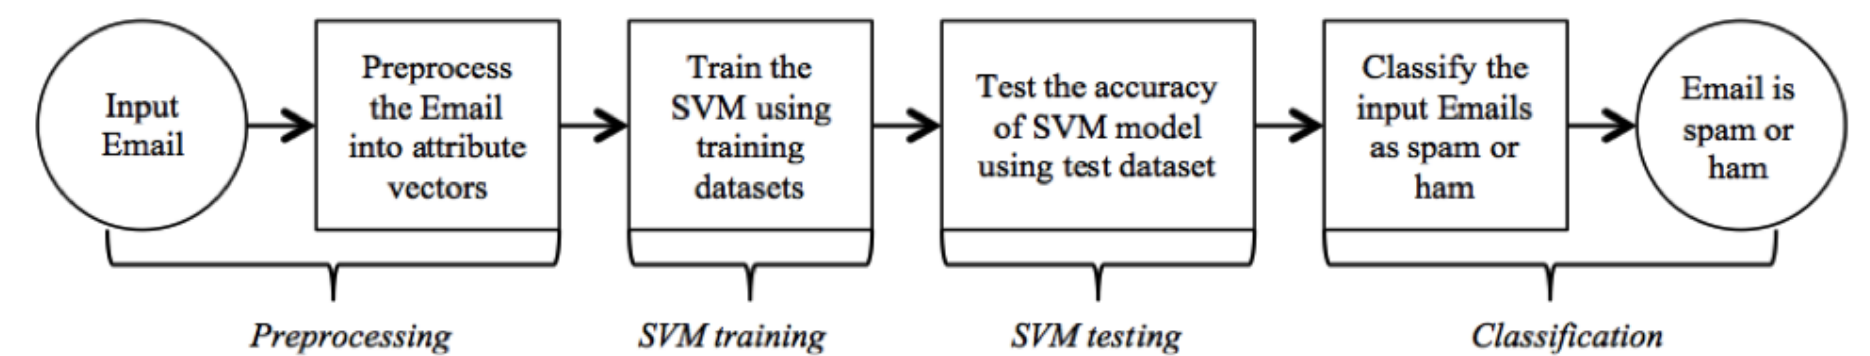 Input
Email
Preprocess
the Email
into attribute
vectors
Train the
SVM using
training
datasets
Test the accuracy
of SVM model
using test dataset
Classify the
input Emails
as spam or
ham
Email is
spam or
ham
Preprocessing
SVM training
SVM testing
Classification